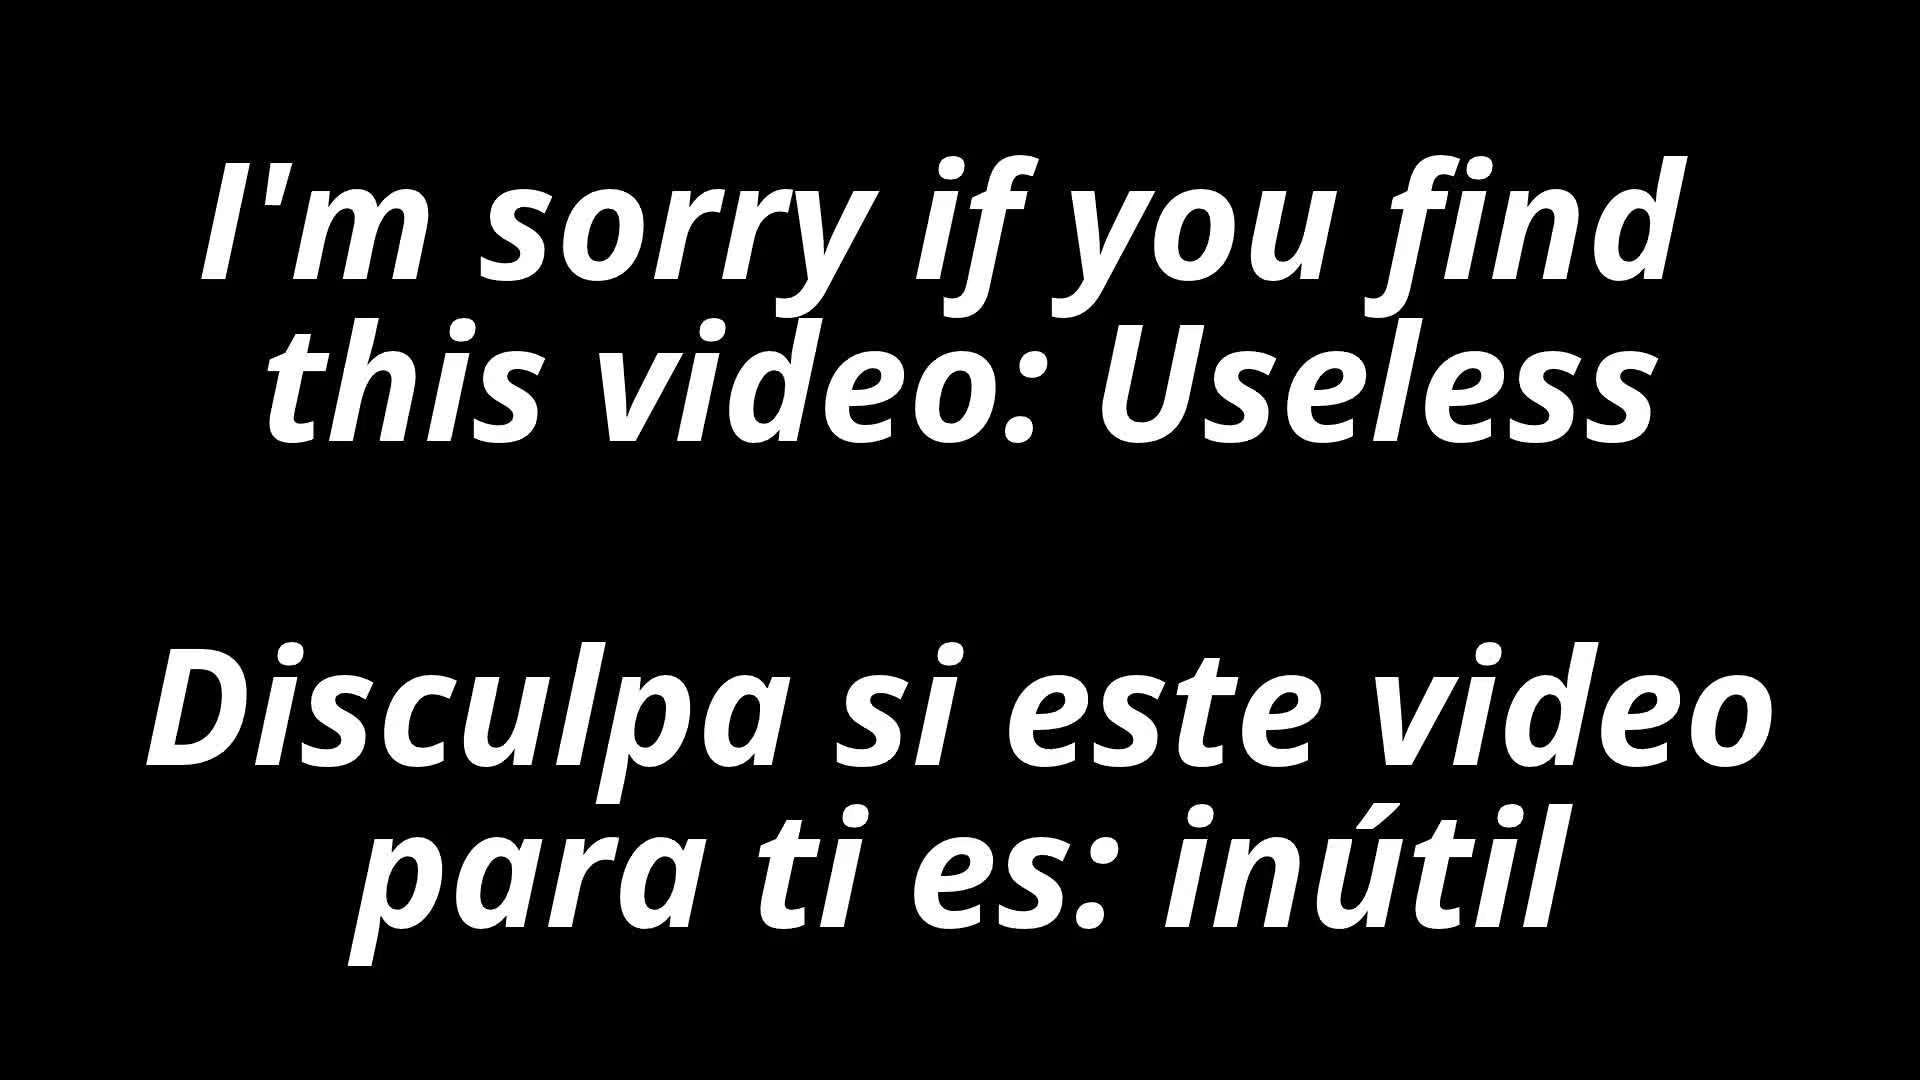 I'm sorry if you find
this video: Useless
Disculpa si este video
para ti es: inútil